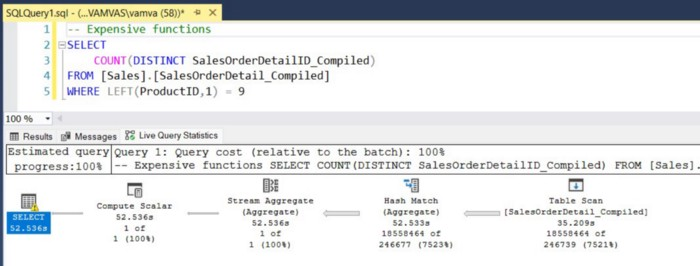 SQLQuery1.sql - (...VAMVAS\vamva (58))*
1 -- Expensive functions
2 SELECT
3 COUNT(DISTINCT SalesOrderDetailID_Compiled)
4 FROM [Sales].[SalesOrderDetail_Compiled]
5 WHERE LEFT(ProductID,1) = 9
100 %
Results Messages Live Query Statistics
Estimated query progress:100%
Query 1: Query cost (relative to the batch): 100%
-- Expensive functions SELECT COUNT(DISTINCT SalesOrderDetailID_Compiled) FROM [Sales].
SELECT
52.536s
Compute Scalar
52.536s
1 of
1 (100%)
Stream Aggregate
(Aggregate)
52.536s
1 of
1 (100%)
Hash Match
(Aggregate)
52.533s
18558464 of
246677 (7523%)
Table Scan
[SalesOrderDetail_Compiled]
35.209s
18558464 of
246739 (7521%)